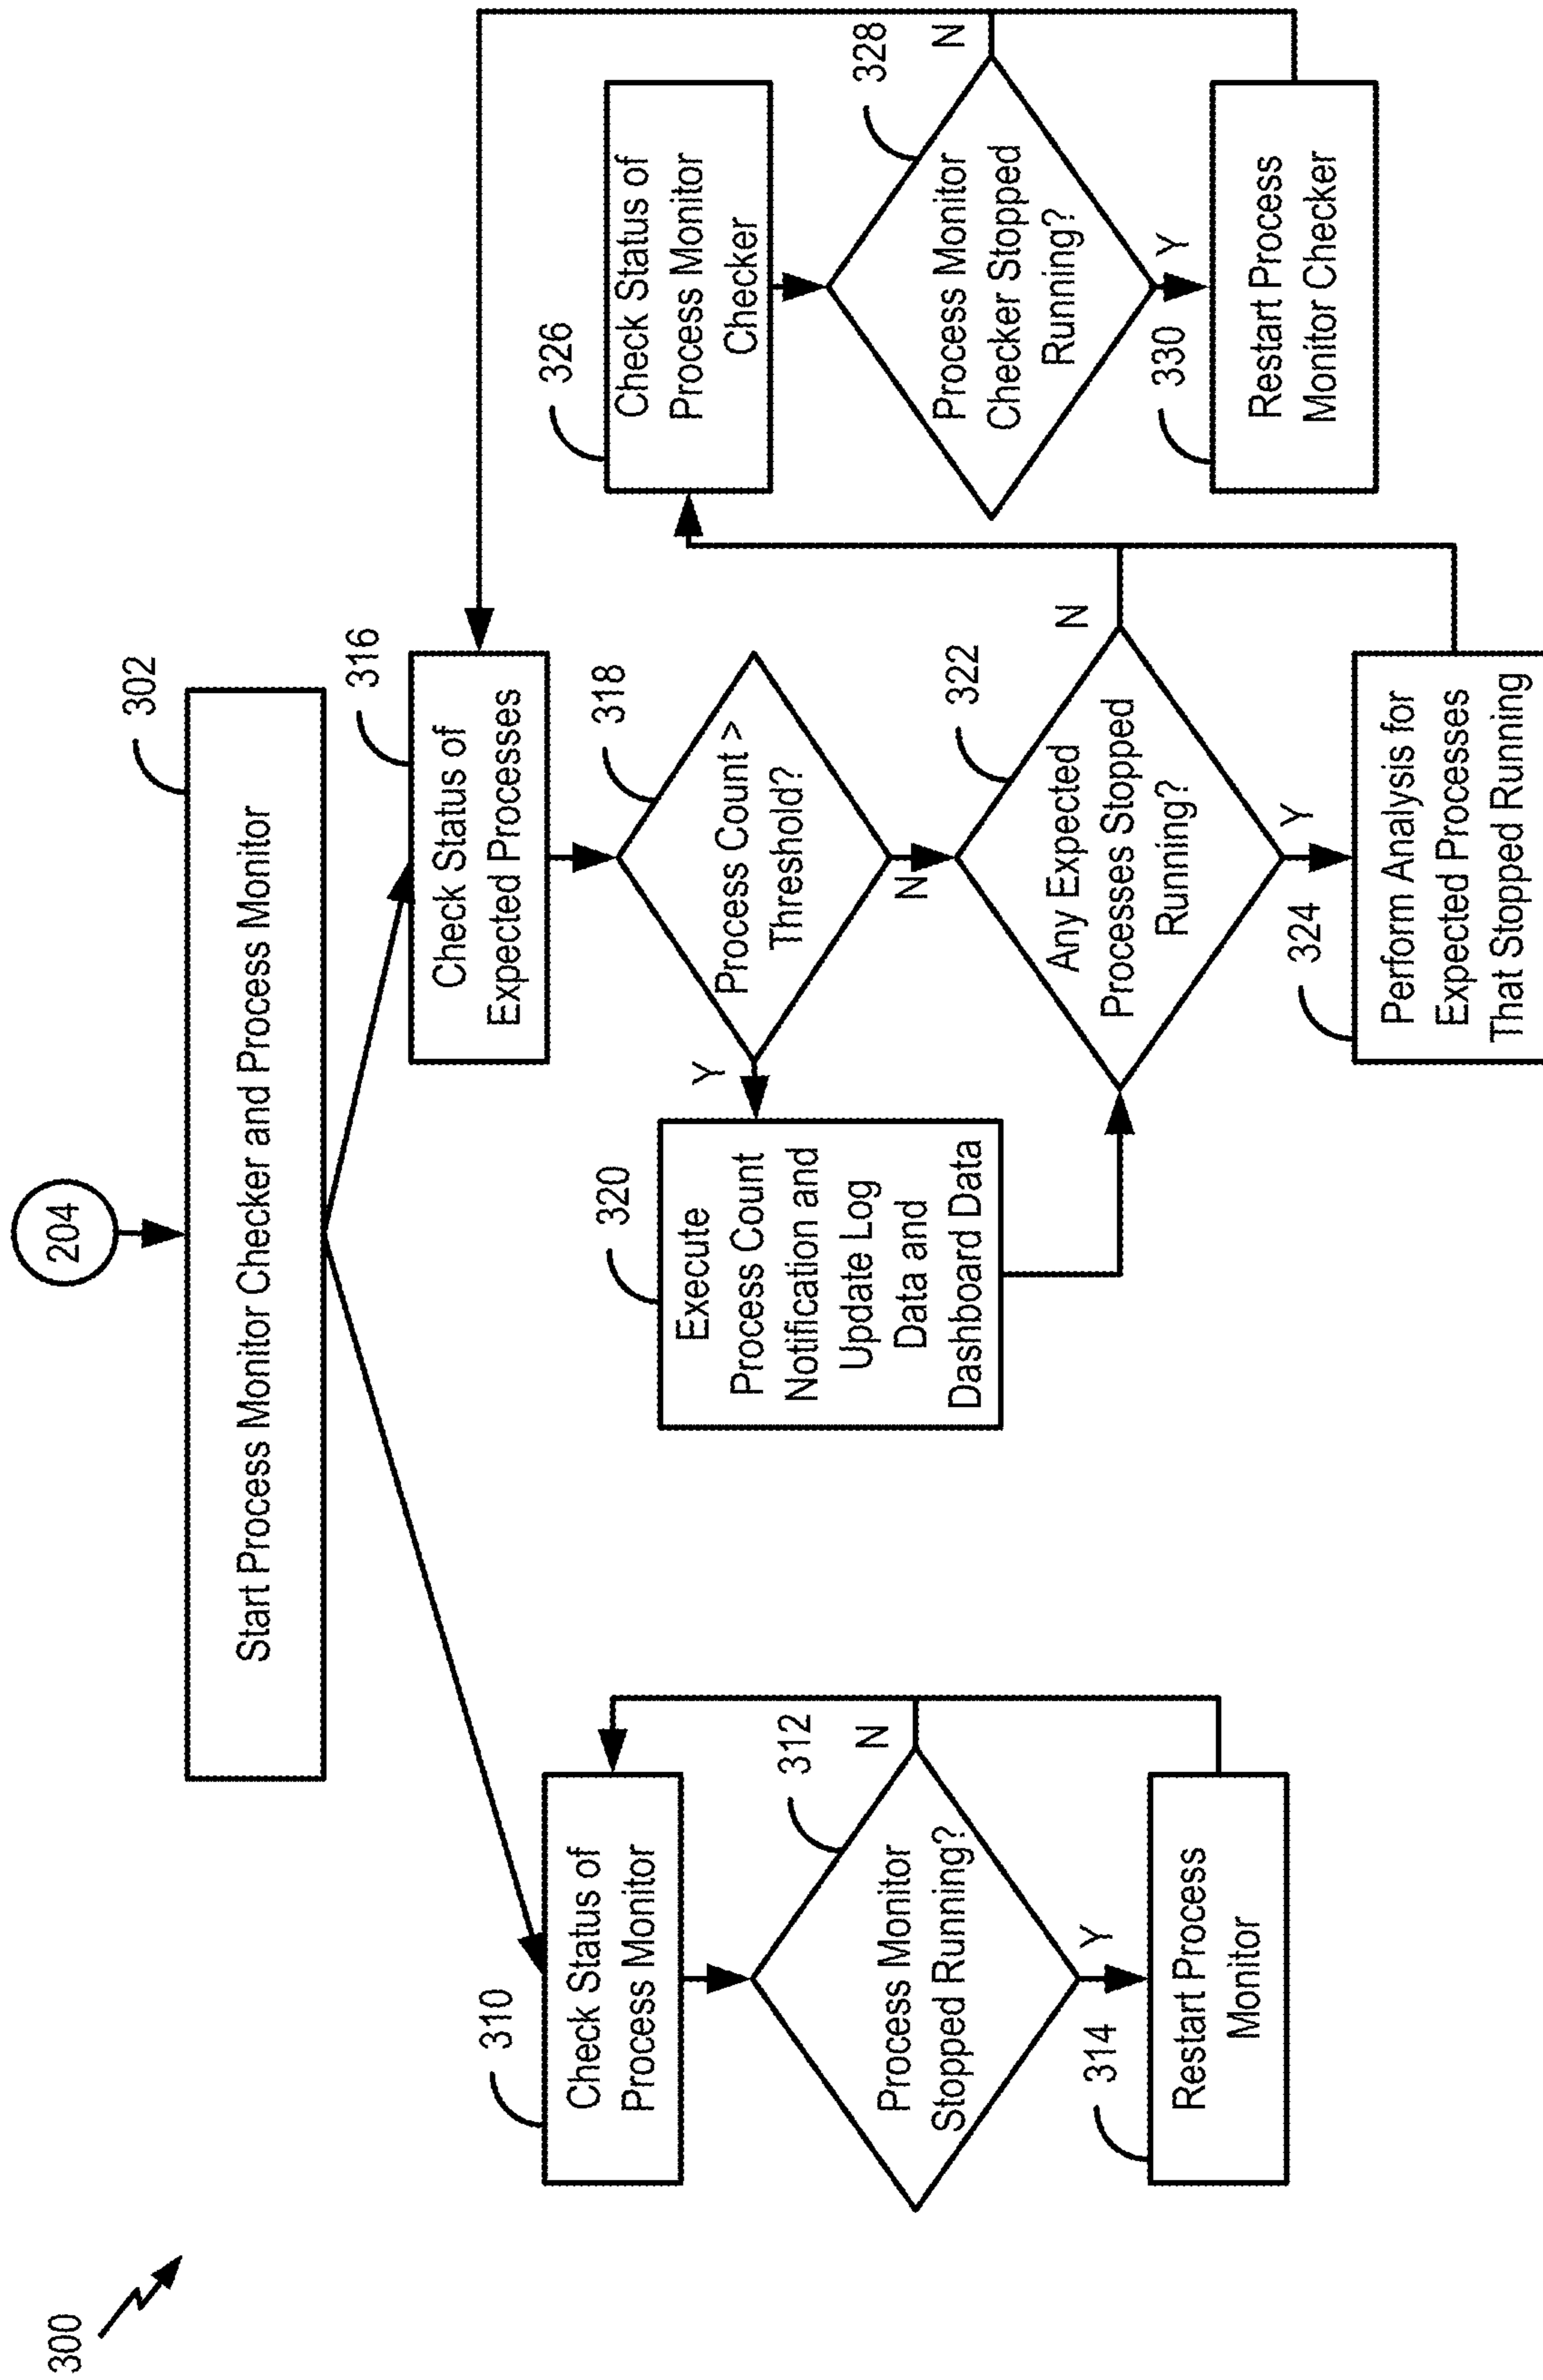 300
204
302
Start Process Monitor Checker and Process Monitor
310
Check Status of
Process Monitor
312
Process Monitor
Stopped Running?
N
Y
314
Restart Process
Monitor
316
Check Status of
Expected Processes
318
Process Count >
Threshold?
Y
N
320
Execute
Process Count
Notification and
Update Log
Data and
Dashboard Data
322
Any Expected
Processes Stopped
Running?
N
Y
324
Perform Analysis for
Expected Processes
That Stopped Running
326
Check Status of
Process Monitor
Checker
328
Process Monitor
Checker Stopped
Running?
N
Y
330
Restart Process
Monitor Checker